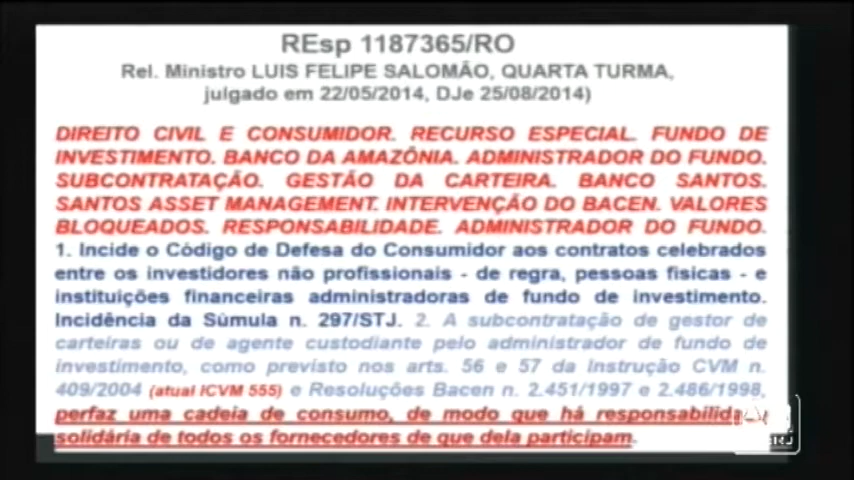 REsp 1187365/RO
Rel. Ministro LUIS FELIPE SALOMÃO, QUARTA TURMA,
julgado em 22/05/2014, DJe 25/08/2014)
DIREITO CIVIL E CONSUMIDOR. RECURSO ESPECIAL. FUNDO DE
INVESTIMENTO. BANCO DA AMAZÔNIA. ADMINISTRADOR DO FUNDO.
SUBCONTRATAÇÃO. GESTÃO DA CARTEIRA. BANCO SANTOS.
SANTOS ASSET MANAGEMENT. INTERVENÇÃO DO BACEN. VALORES
BLOQUEADOS. RESPONSABILIDADE. ADMINISTRADOR DO FUNDO.
1. Incide o Código de Defesa do Consumidor aos contratos celebrados
entre os investidores não profissionais - de regra, pessoas físicas - e
instituições financeiras administradoras de fundo de investimento.
Incidência da Súmula n. 297/STJ. 2. A subcontratação de gestor de
carteiras ou de agente custodiante pelo administrador de fundo de
investimento, como previsto nos arts. 56 e 57 da Instrução CVM n.
409/2004 (atual ICVM 555) e Resoluções Bacen n. 2.451/1997 e 2.486/1998,
perfaz uma cadeia de consumo, de modo que há
solidária de todos os fornecedores de que dela participam.